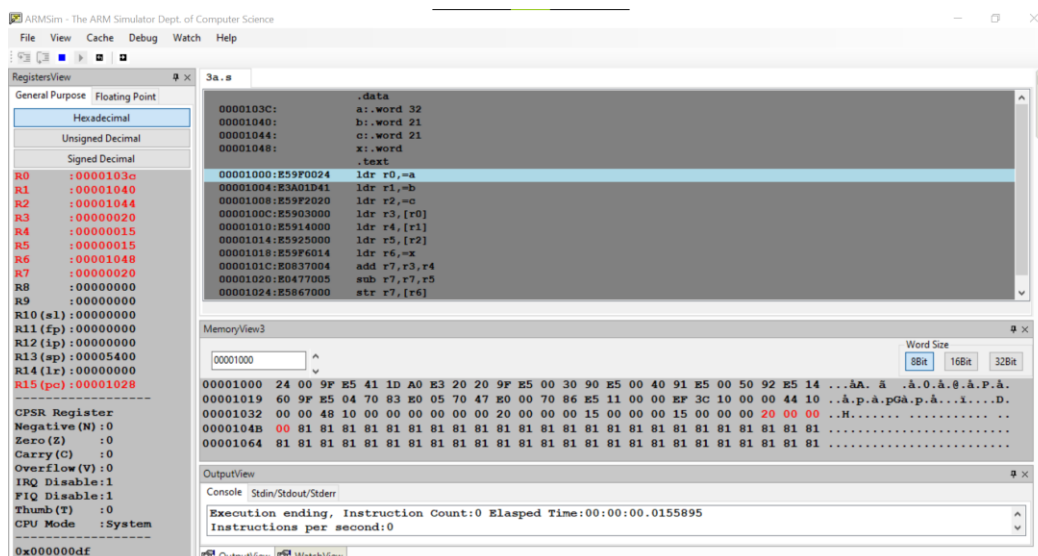 ARMSim - The ARM Simulator Dept. of Computer Science
File View Cache Debug Watch Help
RegistersView
General Purpose Floating Point
Hexadecimal
Unsigned Decimal
Signed Decimal
R0 :0000103c
R1 :00001040
R2 :00001044
R3 :00000020
R4 :00000015
R5 :00000015
R6 :00001048
R7 :00000020
R8 :00000000
R9 :00000000
R10(sl):00000000
R11(fp):00000000
R12(ip):00000000
R13(sp):00005400
R14(lr):00000000
R15(pc):00001028
CPSR Register
Negative(N):0
Zero(Z) :0
Carry(C) :0
Overflow(V):0
IRQ Disable:1
FIQ Disable:1
Thumb(T) :0
CPU Mode :System
0x000000df
3a.s
.data
0000103C: a:.word 32
00001040: b:.word 21
00001044: c:.word 21
00001048: x:.word
.text
00001000:E59F0024 ldr r0,=a
00001004:E3A01D41 ldr r1,=b
00001008:E59F2020 ldr r2,=c
0000100C:E5903000 ldr r3,[r0]
00001010:E5914000 ldr r4,[r1]
00001014:E5925000 ldr r5,[r2]
00001018:E59F6014 ldr r6,=x
0000101C:E0837004 add r7,r3,r4
00001020:E0477005 sub r7,r7,r5
00001024:E5867000 str r7,[r6]
MemoryView3
00001000
Word Size
8Bit 16Bit 32Bit
00001000 24 00 9F E5 41 1D A0 E3 20 20 9F E5 00 30 90 E5 00 40 91 E5 00 50 92 E5 14 ...åA. ã .å.0.å.@.å.P.å.
00001019 60 9F E5 04 70 83 E0 05 70 47 E0 00 70 86 E5 11 00 00 EF 3C 10 00 00 44 10 `.å.p.à.pGà.p.å...ï....D.
00001032 00 00 48 10 00 00 00 00 00 20 00 00 00 15 00 00 00 15 00 00 00 20 00 00 ..H....... .............
0000104B 00 81 81 81 81 81 81 81 81 81 81 81 81 81 81 81 81 81 81 81 81 81 81 81 81 .........................
00001064 81 81 81 81 81 81 81 81 81 81 81 81 81 81 81 81 81 81 81 81 81 81 81 81 81 .........................
OutputView
Console Stdin/Stdout/Stderr
Execution ending, Instruction Count:0 Elasped Time:00:00:00.0155895
Instructions per second:0
OutputView WatchView